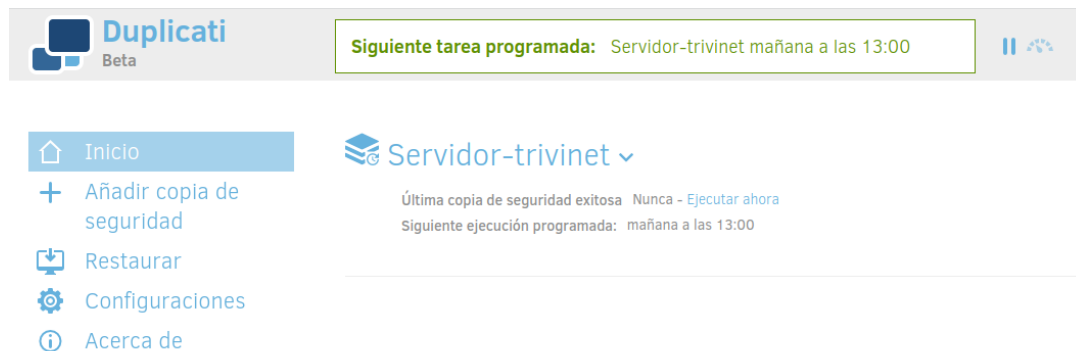 Duplicati
Beta
Siguiente tarea programada: Servidor-trivinet mañana a las 13:00
Inicio
Añadir copia de
seguridad
Restaurar
Configuraciones
Acerca de
Servidor-trivinet
Última copia de seguridad exitosa Nunca - Ejecutar ahora
Siguiente ejecución programada: mañana a las 13:00